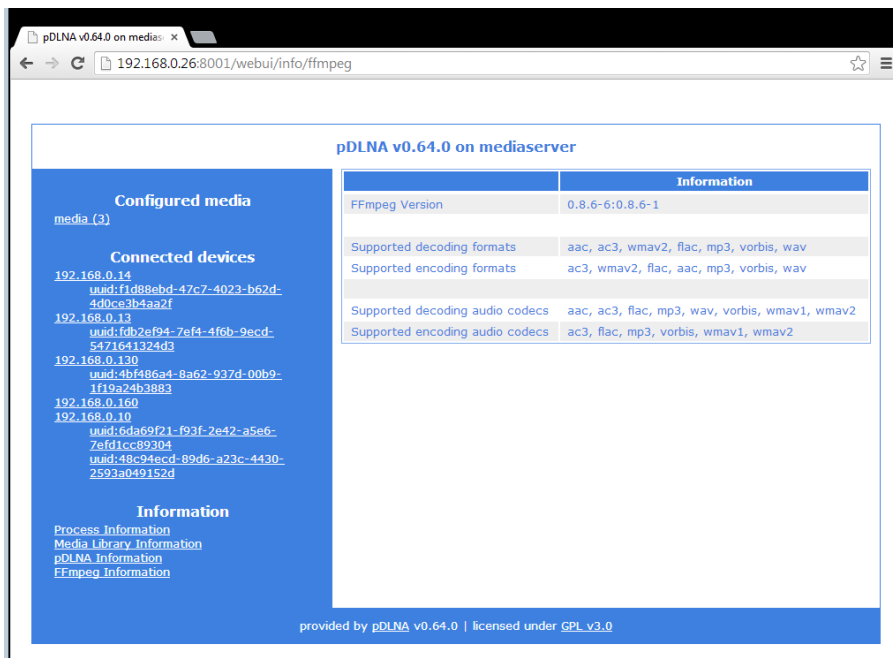 pDLNA v0.64.0 on medias
192.168.0.26:8001/webui/info/ffmpeg
pDLNA v0.64.0 on mediaserver
Configured media
media (3)
Connected devices
192.168.0.14
uuid:f1d88ebd-47c7-4023-b62d-
4d0ce3b4aa2f
192.168.0.13
uuid:fdb2ef94-7ef4-4f6b-9ecd-
5471641324d3
192.168.0.130
uuid:4bf486a4-8a62-937d-00b9-
1f19a24b3883
192.168.0.160
192.168.0.10
uuid:6da69f21-f93f-2e42-a5e6-
7efd1cc89304
uuid:48c94ecd-89d6-a23c-4430-
2593a049152d
Information
Process Information
Media Library Information
pDLNA Information
FFmpeg Information
Information
FFmpeg Version 0.8.6-6:0.8.6-1
Supported decoding formats aac, ac3, wmav2, flac, mp3, vorbis, wav
Supported encoding formats ac3, wmav2, flac, aac, mp3, vorbis, wav
Supported decoding audio codecs aac, ac3, flac, mp3, wav, vorbis, wmav1, wmav2
Supported encoding audio codecs ac3, flac, mp3, vorbis, wmav1, wmav2
provided by pDLNA v0.64.0 | licensed under GPL v3.0